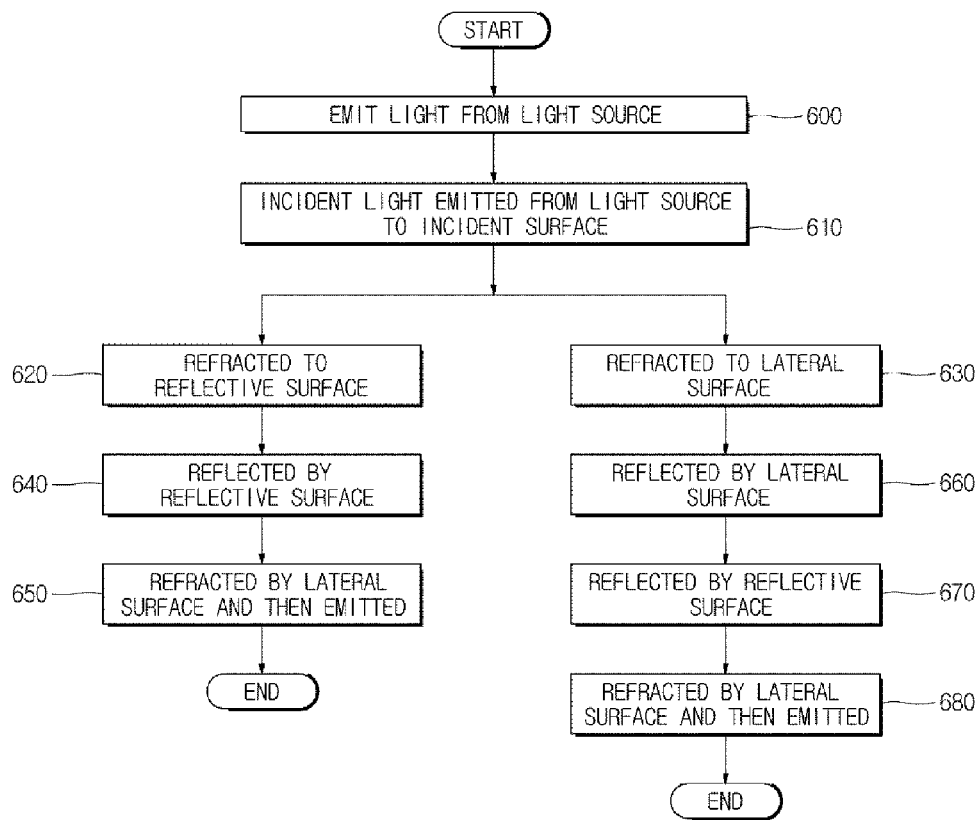 START
EMIT LIGHT FROM LIGHT SOURCE
600
INCIDENT LIGHT EMITTED FROM LIGHT SOURCE
TO INCIDENT SURFACE
610
620
REFRACTED TO
REFLECTIVE SURFACE
REFRACTED TO LATERAL
SURFACE
630
640
REFLECTED BY
REFLECTIVE SURFACE
REFLECTED BY LATERAL
SURFACE
660
650
REFRACTED BY LATERAL
SURFACE AND THEN EMITTED
REFLECTED BY REFLECTIVE
SURFACE
670
END
REFRACTED BY LATERAL
SURFACE AND THEN EMITTED
680
END